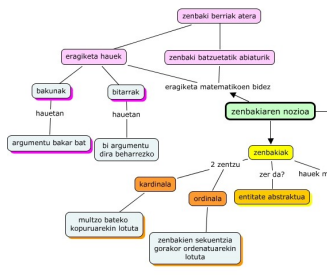 zenbaki berriak atera
eragiketa hauek
zenbaki batzuetatik abiaturik
bakunak
bitarrak
eragiketa matematikoen bidez
hauetan
hauetan
zenbakiaren nozioa
argumentu bakar bat
bi argumentu
dira beharrezko
zenbakiak
2 zentzu
zer da?
hauek m
kardinala
ordinala
entitate abstraktua
multzo bateko
kopuruarekin lotuta
zenbakien sekuentzia
gorakor ordenatuarekin
lotuta